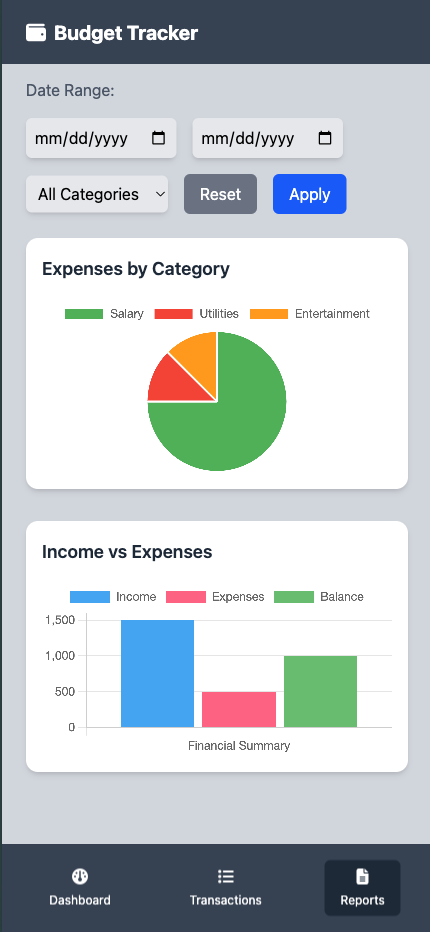 Budget Tracker
Date Range:
mm/dd/yyyy mm/dd/yyyy
All Categories Reset Apply
Expenses by Category
Salary Utilities Entertainment
Income vs Expenses
Income Expenses Balance
1,500
1,000
500
0
Financial Summary
Dashboard Transactions Reports